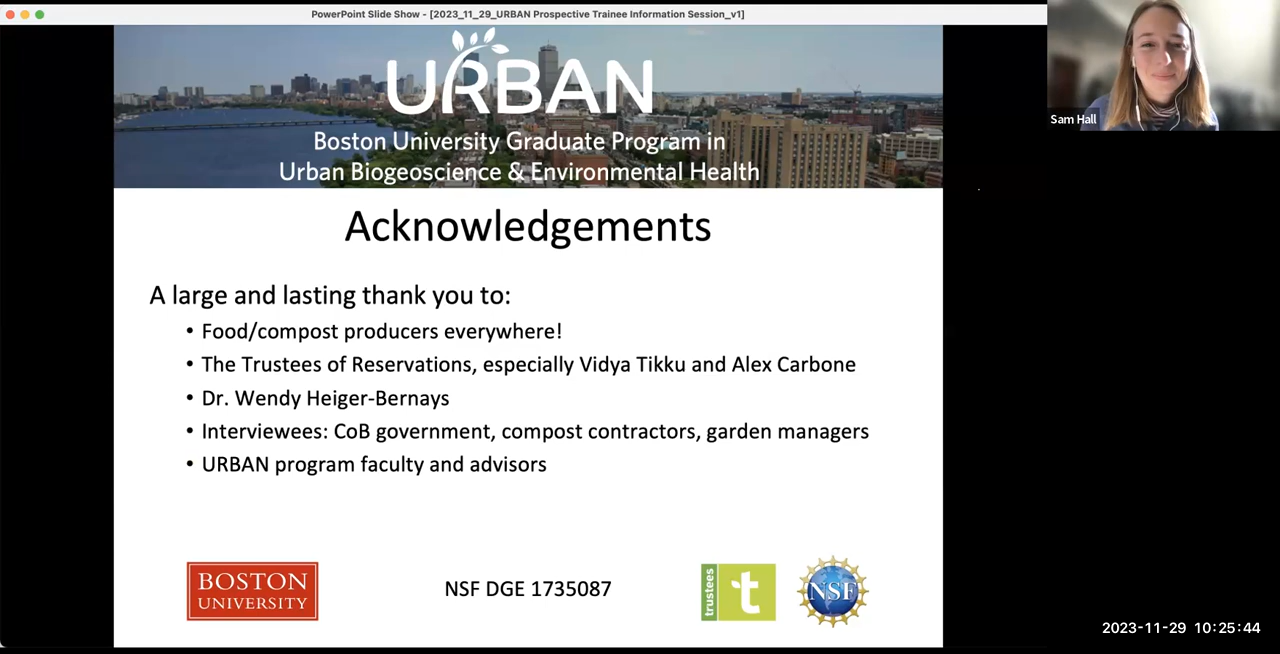 PowerPoint Slide Show - [2023_11_29_URBAN Prospective Trainee Information Session_v1]
URBAN
Boston University Graduate Program in
Urban Biogeoscience & Environmental Health
Sam Hall
Acknowledgements
A large and lasting thank you to:
• Food/compost producers everywhere!
• The Trustees of Reservations, especially Vidya Tikku and Alex Carbone
• Dr. Wendy Heiger-Bernays
• Interviewees: CoB government, compost contractors, garden managers
• URBAN program faculty and advisors
BOSTON
UNIVERSITY
NSF DGE 1735087
trustees
t
NSF
2023-11-29 10:25:44